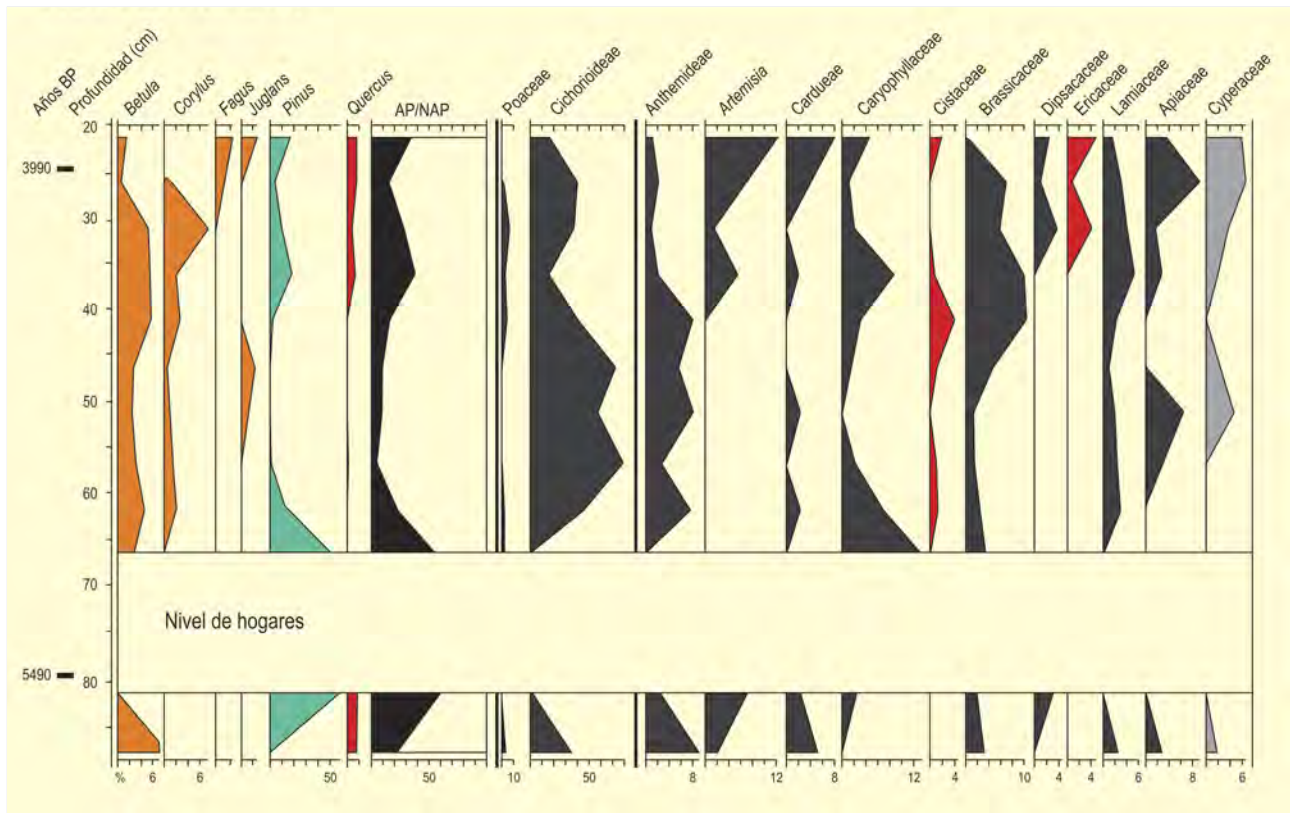 Años BP
Profundidad (cm)
Betula
Corylus
Fagus
Juglans
Pinus
Quercus
AP/NAP
Poaceae
Cichorioideae
Anthemideae
Artemisia
Cardueae
Caryophyllaceae
Cistaceae
Brassicaceae
Dipsacaceae
Ericaceae
Lamiaceae
Apiaceae
Cyperaceae
20
3990
30
40
50
60
70
Nivel de hogares
5490
80
% 6 6 50 50 10 50 8 12 8 12 4 10 4 4 6 8 6